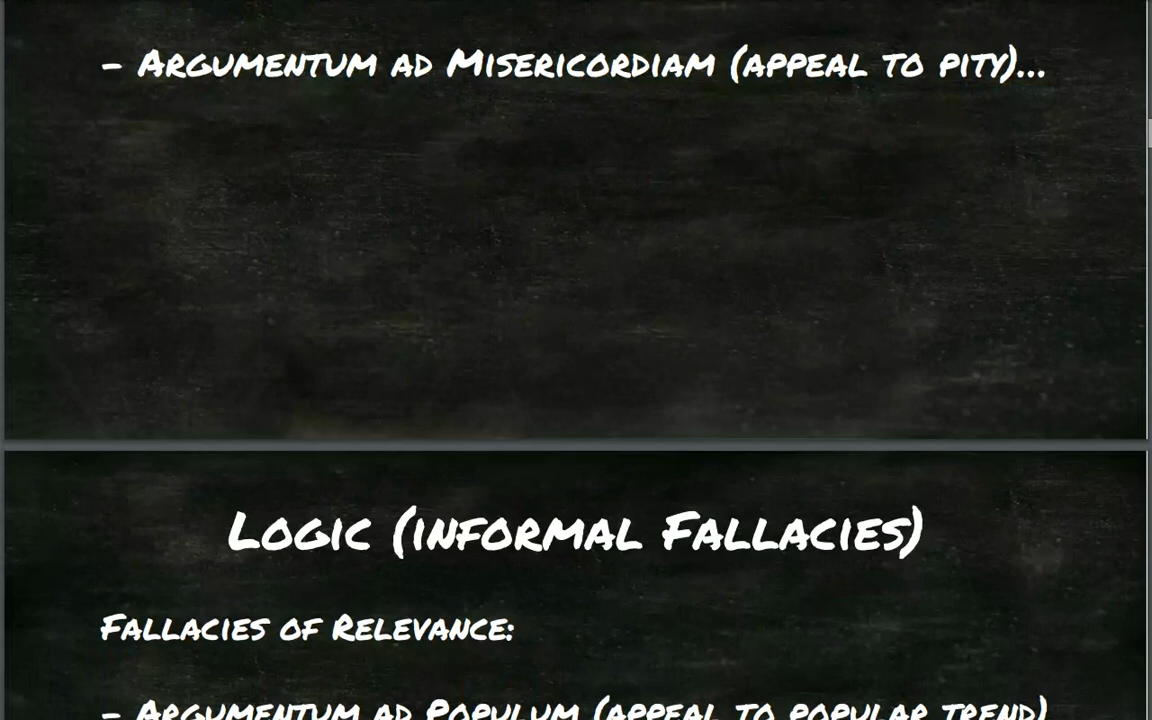 - Argumentum ad Misericordiam (appeal to pity)...
Logic (informal Fallacies)
Fallacies of Relevance:
- Argumentum ad Populum (appeal to popular trend)